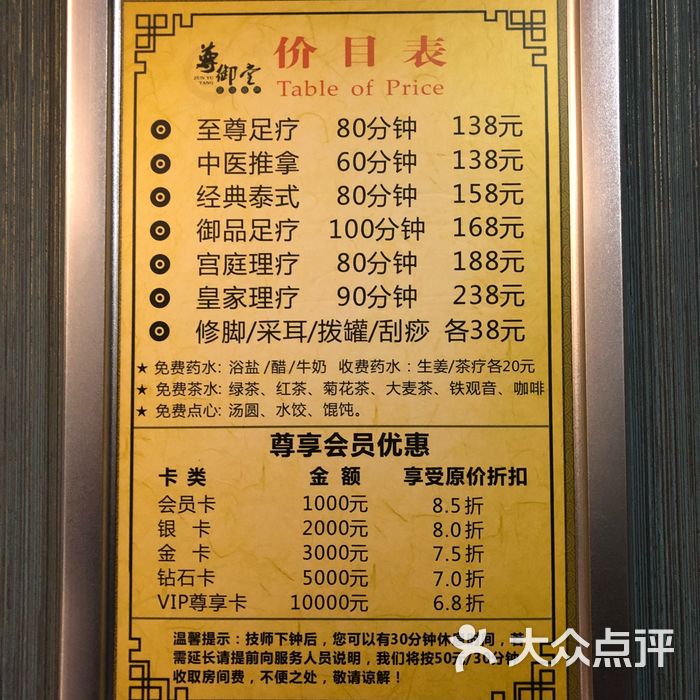 尊御堂
ZUN YU TANG
价目表
Table of Price
至尊足疗 80分钟 138元
中医推拿 60分钟 138元
经典泰式 80分钟 158元
御品足疗 100分钟 168元
宫庭理疗 80分钟 188元
皇家理疗 90分钟 238元
修脚/采耳/拨罐/刮痧 各38元
★ 免费药水: 浴盐 /醋 /牛奶 收费药水：生姜/茶疗各20元
★ 免费茶水: 绿茶、红茶、菊花茶、大麦茶、铁观音、咖啡
★ 免费点心: 汤圆、水饺、馄饨。
尊享会员优惠
卡 类 金 额 享受原价折扣
会员卡 1000元 8.5 折
银 卡 2000元 8.0 折
金 卡 3000元 7.5 折
钻石卡 5000元 7.0 折
VIP尊享卡 10000元 6.8 折
温馨提示：技师下钟后，您可以有30分钟休息时间，若
需延长请提前向服务人员说明，我们将按50元/30分钟
收取房间费，不便之处，敬请谅解！
大众点评